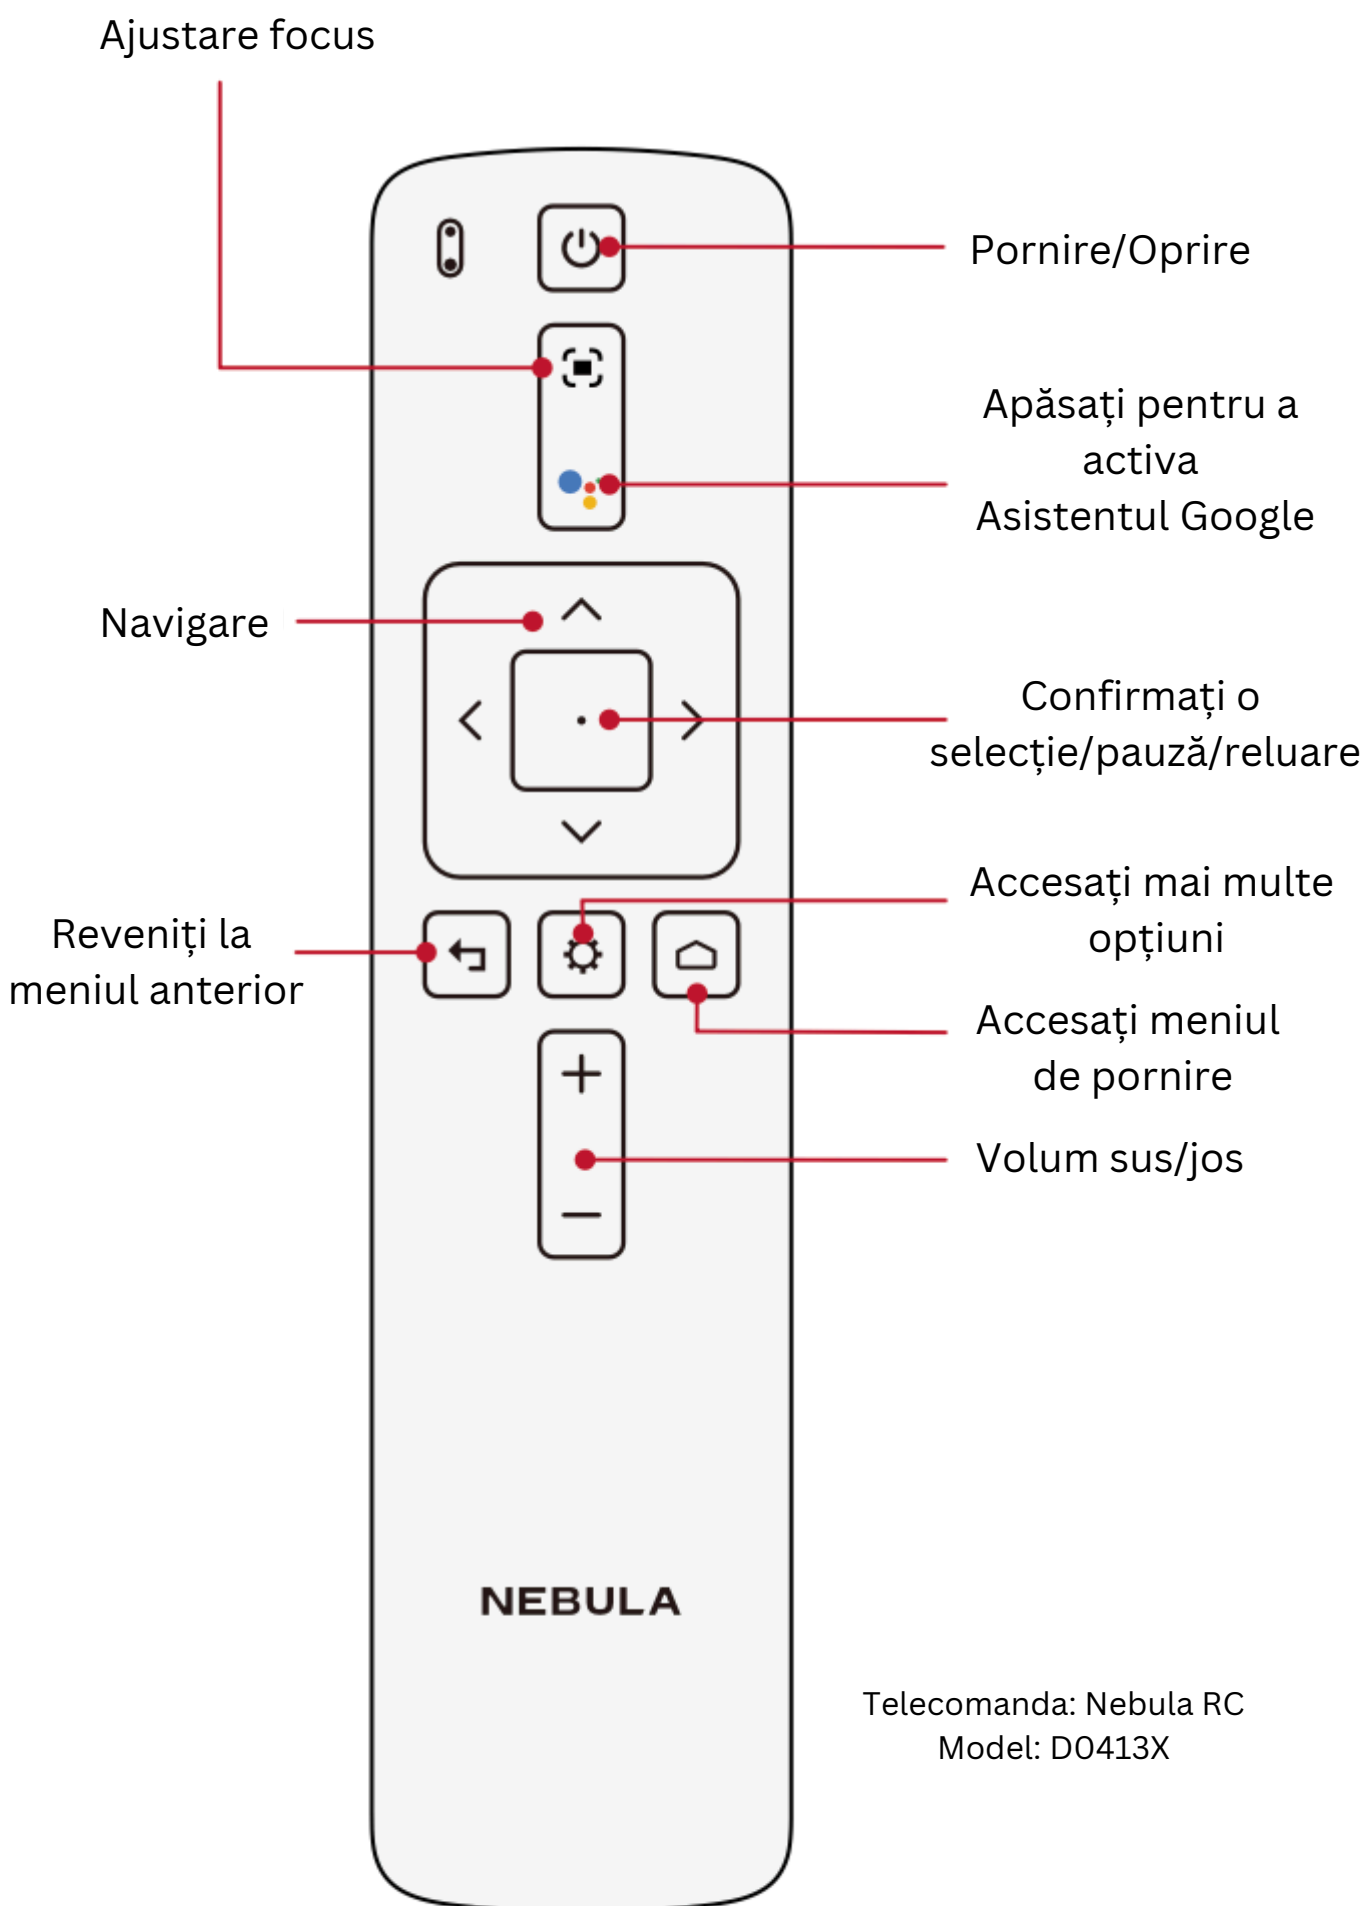 Ajustare focus
Pornire/Oprire
Apăsați pentru a
activa
Asistentul Google
Navigare
Confirmați o
selecție/pauză/reluare
Accesați mai multe
opțiuni
Reveniți la
meniul anterior
Accesați meniul
de pornire
Volum sus/jos
NEBULA
Telecomanda: Nebula RC
Model: D0413X